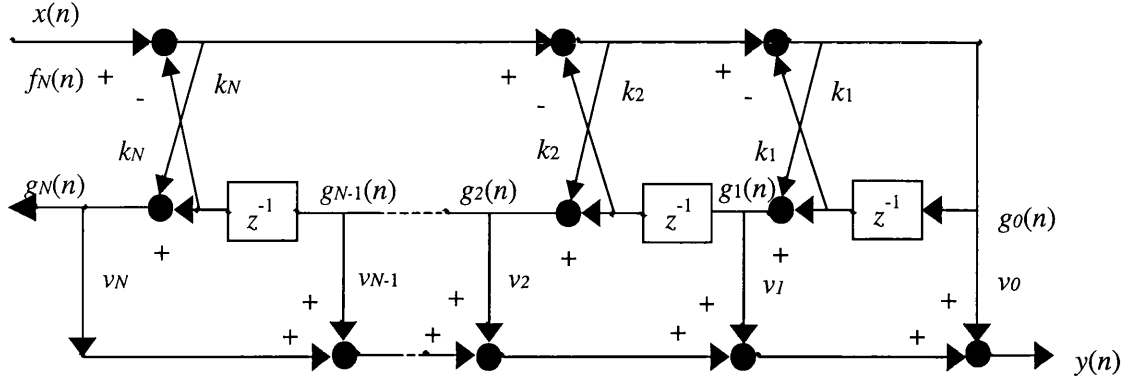 x(n)
fN(n) + - kN + - k2 + - k1
kN k2 k1
gN(n) z⁻¹ gN-1(n) g2(n) z⁻¹ g1(n) z⁻¹ g0(n)
+ + +
vN vN-1 v2 v1 v0
+ + + +
+ + + +
y(n)